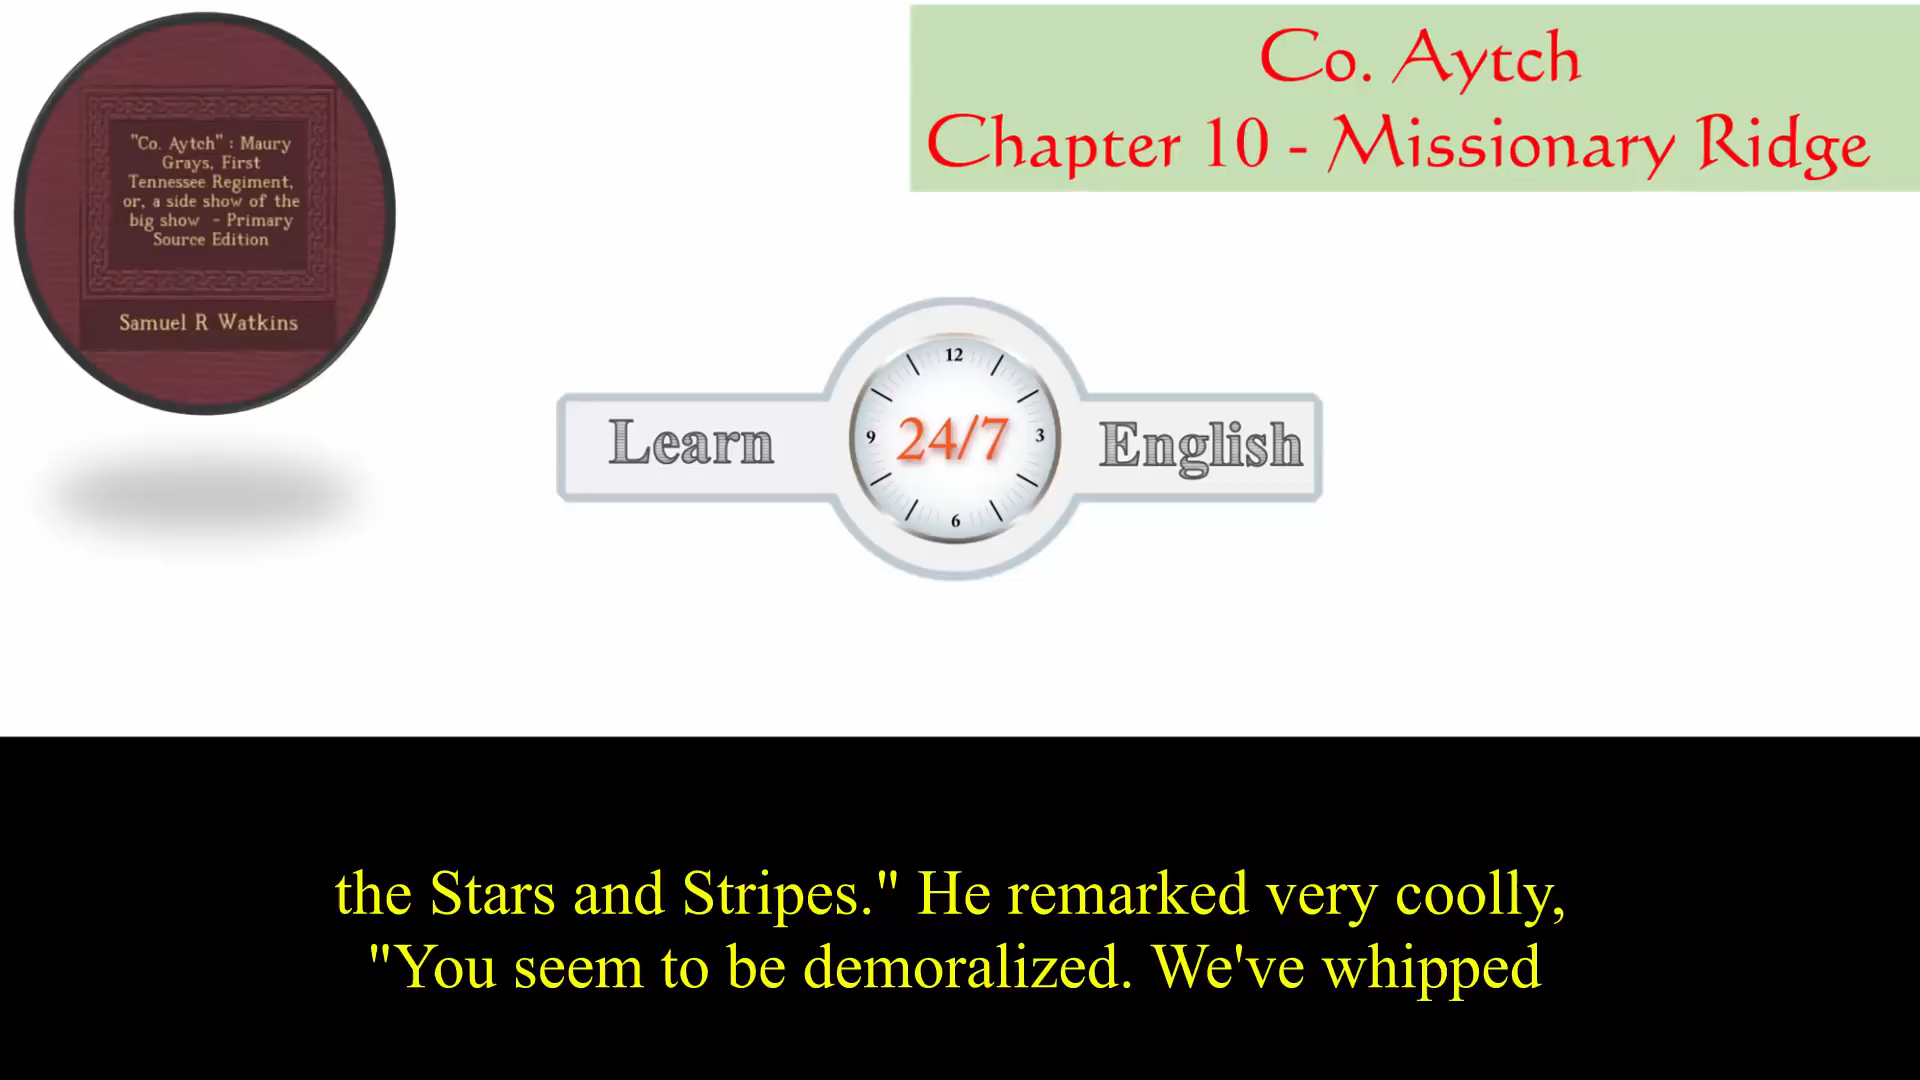 "Co. Aytch" : Maury
Grays, First
Tennessee Regiment,
or, a side show of the
big show - Primary
Source Edition
Samuel R Watkins
Co. Aytch
Chapter 10 - Missionary Ridge
Learn
12
9
24/7
3
6
English
the Stars and Stripes." He remarked very coolly,
"You seem to be demoralized. We've whipped